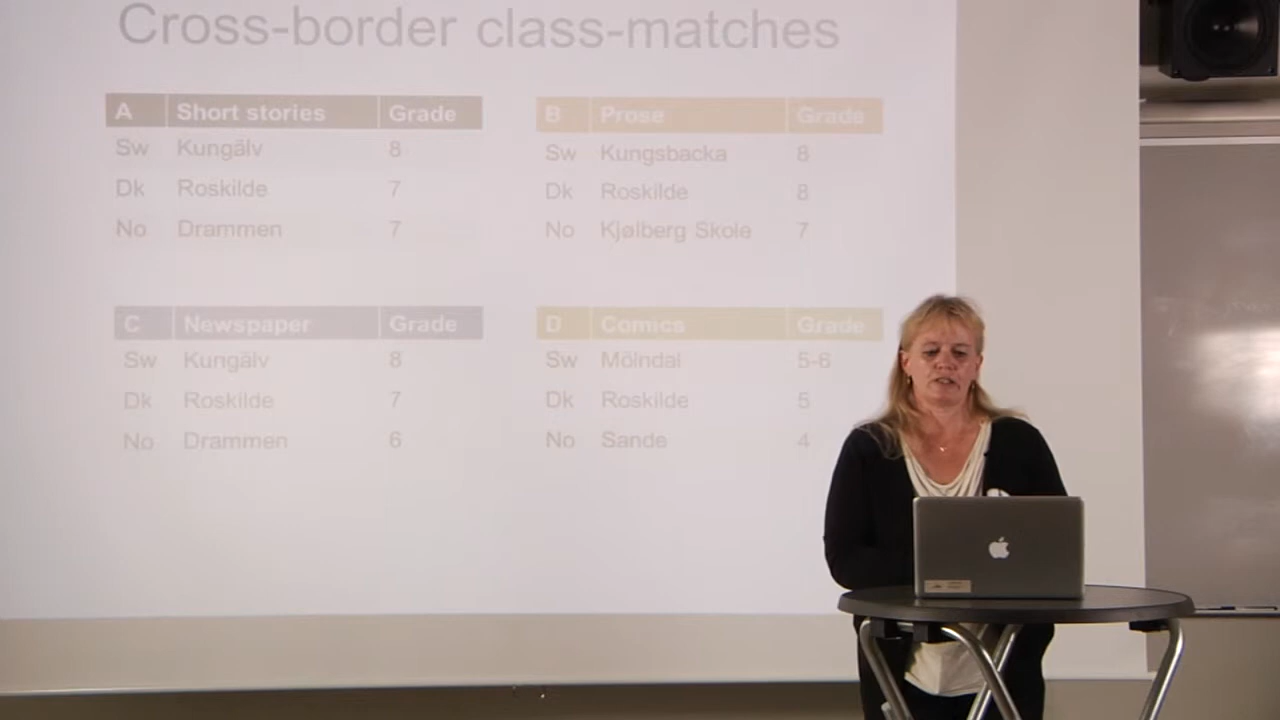 Cross-border class-matches
A Short stories Grade
Sw Kungälv 8
Dk Roskilde 7
No Drammen 7
B Prose Grade
Sw Kungsbacka 8
Dk Roskilde 8
No Kjølberg Skole 7
C Newspaper Grade
Sw Kungälv 8
Dk Roskilde 7
No Drammen 6
D Comics Grade
Sw Mölndal 5-6
Dk Roskilde 5
No Sande 4